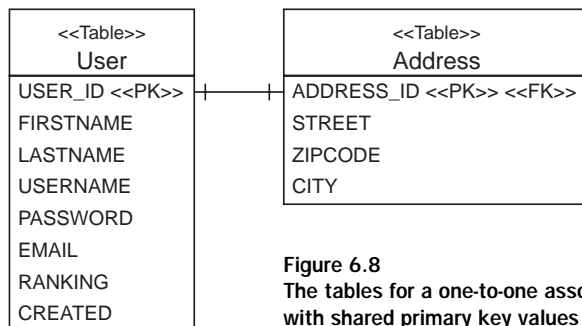 <<Table>>
User
USER_ID <<PK>>
FIRSTNAME
LASTNAME
USERNAME
PASSWORD
EMAIL
RANKING
CREATED
<<Table>>
Address
ADDRESS_ID <<PK>> <<FK>>
STREET
ZIPCODE
CITY
Figure 6.8
The tables for a one-to-one
with shared primary key values